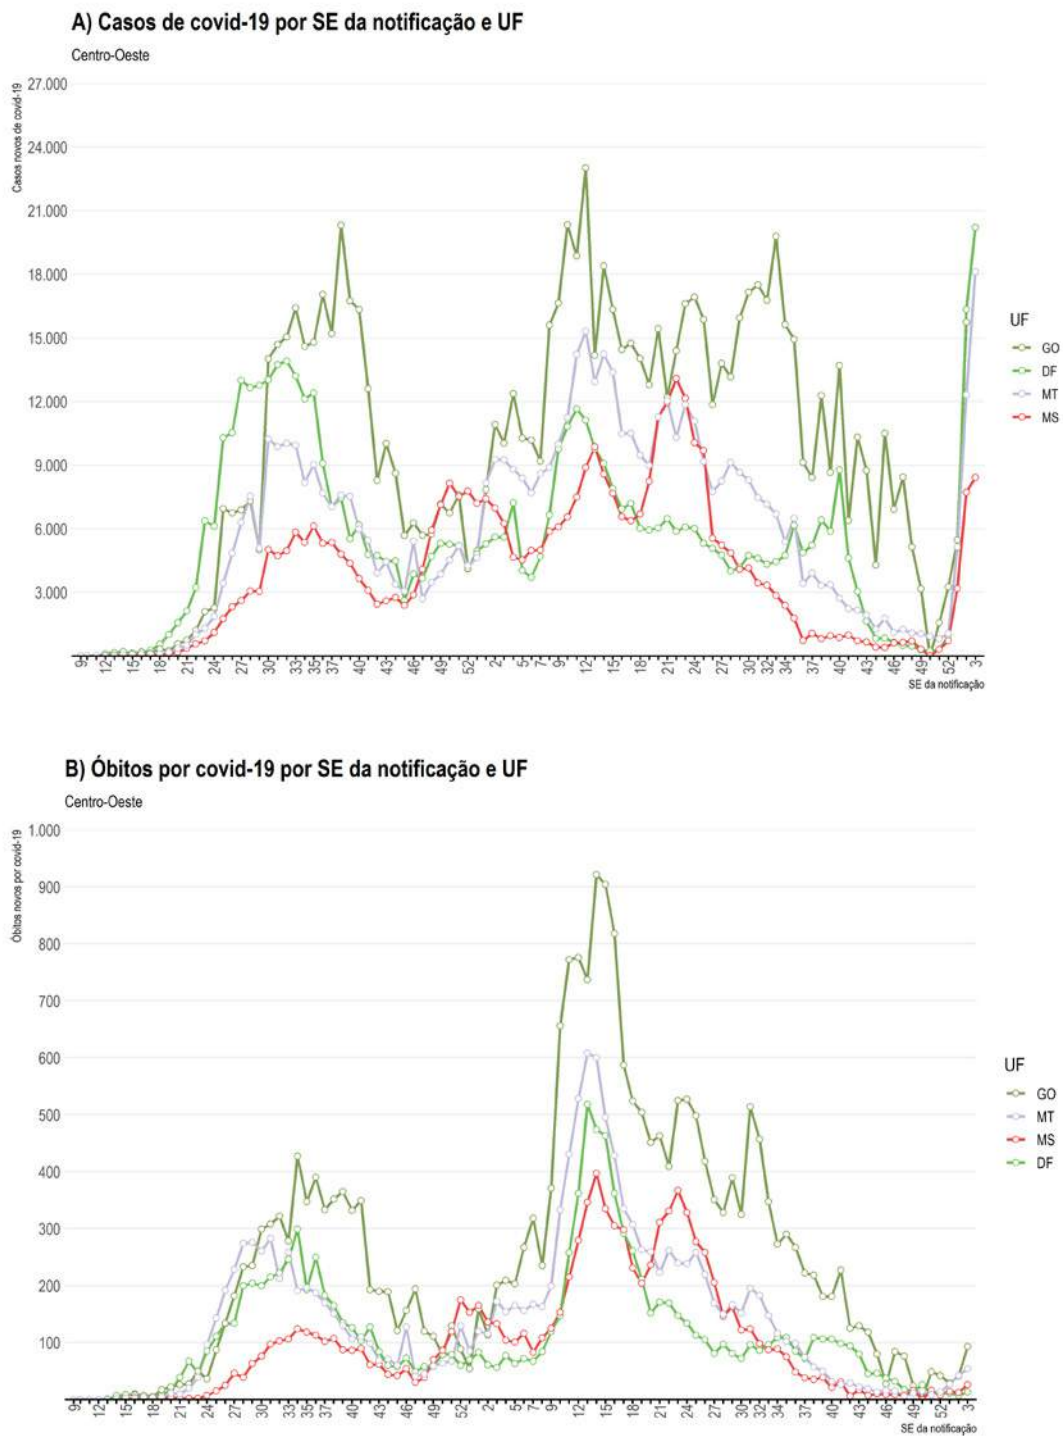 A) Casos de covid-19 por SE da notificação e UF
Centro-Oeste
Casos novos de covid-19
27.000
24.000
21.000
18.000
15.000
12.000
9.000
6.000
3.000
UF
GO
DF
MT
MS
9 12 15 18 21 24 27 30 33 35 37 40 43 46 49 52 2 5 7 9 12 15 18 21 24 27 30 32 34 37 40 43 46 49 52 3
SE da notificação
B) Óbitos por covid-19 por SE da notificação e UF
Centro-Oeste
Óbitos novos por covid-19
1.000
900
800
700
600
500
400
300
200
100
UF
GO
MT
MS
DF
9 12 15 19 21 24 27 30 33 35 37 40 43 46 49 52 2 5 7 9 12 15 18 21 24 27 30 32 34 37 40 43 46 49 52 3
SE da notificação